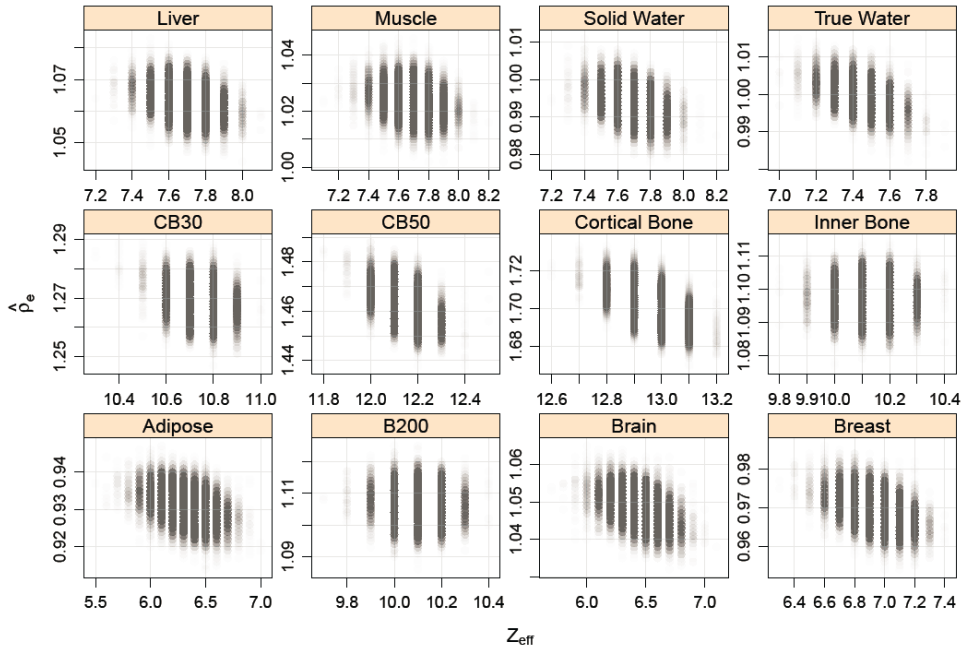 Liver Muscle Solid Water True Water
1.05 1.07
1.00 1.02 1.04
0.98 0.99 1.00 1.01
0.99 1.00 1.01
7.2 7.4 7.6 7.8 8.0
7.2 7.4 7.6 7.8 8.0 8.2
7.2 7.4 7.6 7.8 8.0 8.2
7.0 7.2 7.4 7.6 7.8
CB30 CB50 Cortical Bone Inner Bone
1.25 1.27 1.29
1.44 1.46 1.48
1.68 1.70 1.72
1.08 1.09 1.10 1.11
10.4 10.6 10.8 11.0
11.8 12.0 12.2 12.4
12.6 12.8 13.0 13.2
9.8 9.9 10.0 10.2 10.4
ρ̂e
Adipose B200 Brain Breast
0.92 0.93 0.94
1.09 1.11
1.04 1.05 1.06
0.96 0.97 0.98
5.5 6.0 6.5 7.0
9.8 10.0 10.2 10.4
6.0 6.5 7.0
6.4 6.6 6.8 7.0 7.2 7.4
Zeff